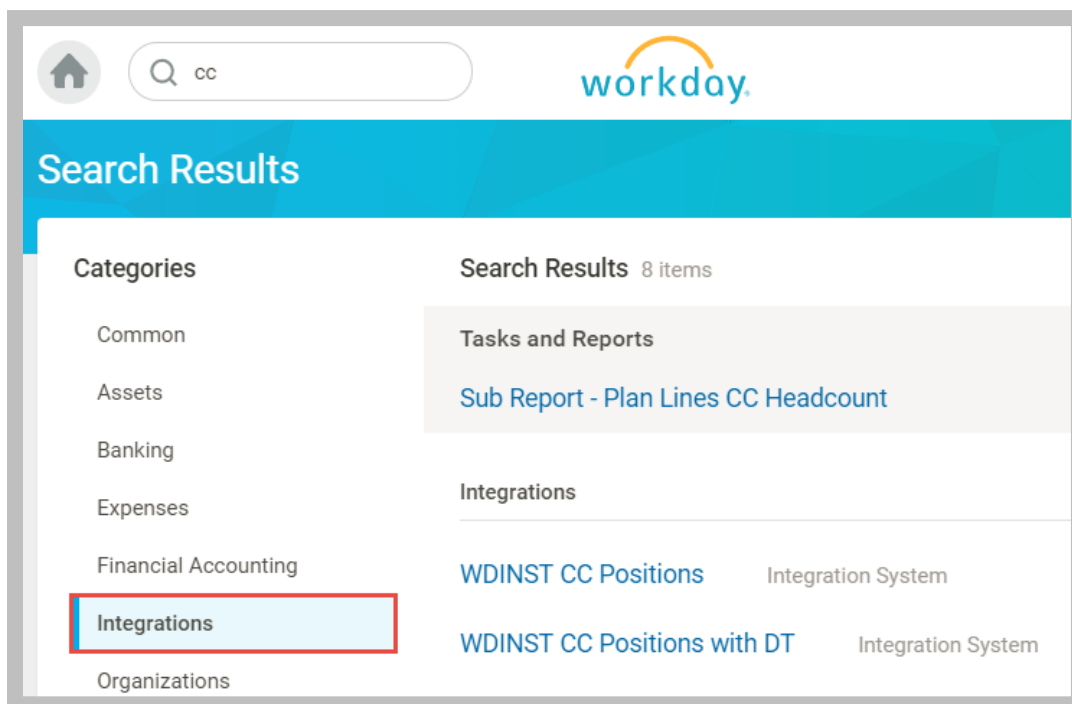 cc
workday.
Search Results
Categories
Common
Assets
Banking
Expenses
Financial Accounting
Integrations
Organizations
Search Results 8 items
Tasks and Reports
Sub Report - Plan Lines CC Headcount
Integrations
WDINST CC Positions Integration System
WDINST CC Positions with DT Integration System